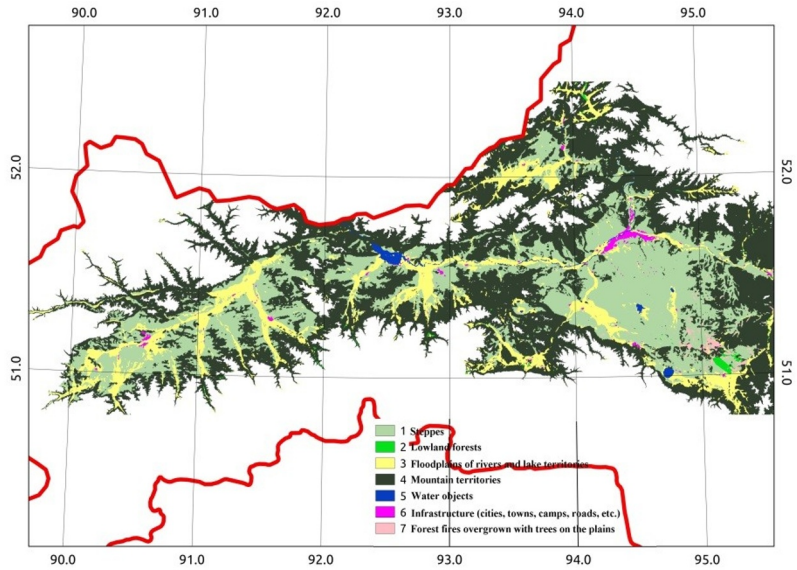 90.0 91.0 92.0 93.0 94.0 95.0
52.0 52.0
51.0 51.0
1 Steppes
2 Lowland forests
3 Floodplains of rivers and lake territories
4 Mountain territories
5 Water objects
6 Infrastructure (cities, towns, camps, roads, etc.)
7 Forest fires overgrown with trees on the plains
90.0 91.0 92.0 93.0 94.0 95.0